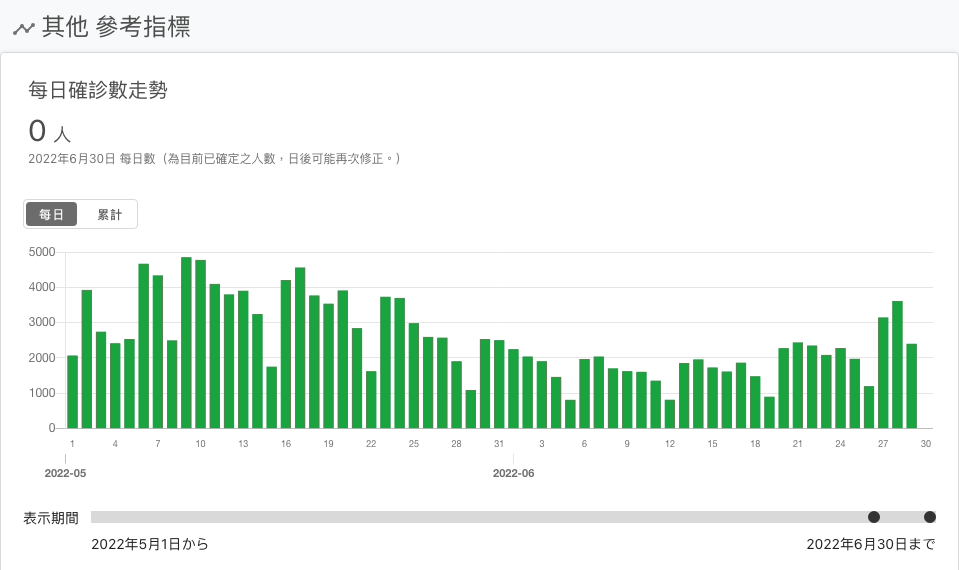 其他 參考指標
每日確診數走勢
0 人
2022年6月30日 每日數（為目前已確定之人數，日後可能再次修正。）
每日 累計
5000
4000
3000
2000
1000
0
1 4 7 10 13 16 19 22 25 28 31 3 6 9 12 15 18 21 24 27 30
2022-05 2022-06
表示期間
2022年5月1日から 2022年6月30日まで